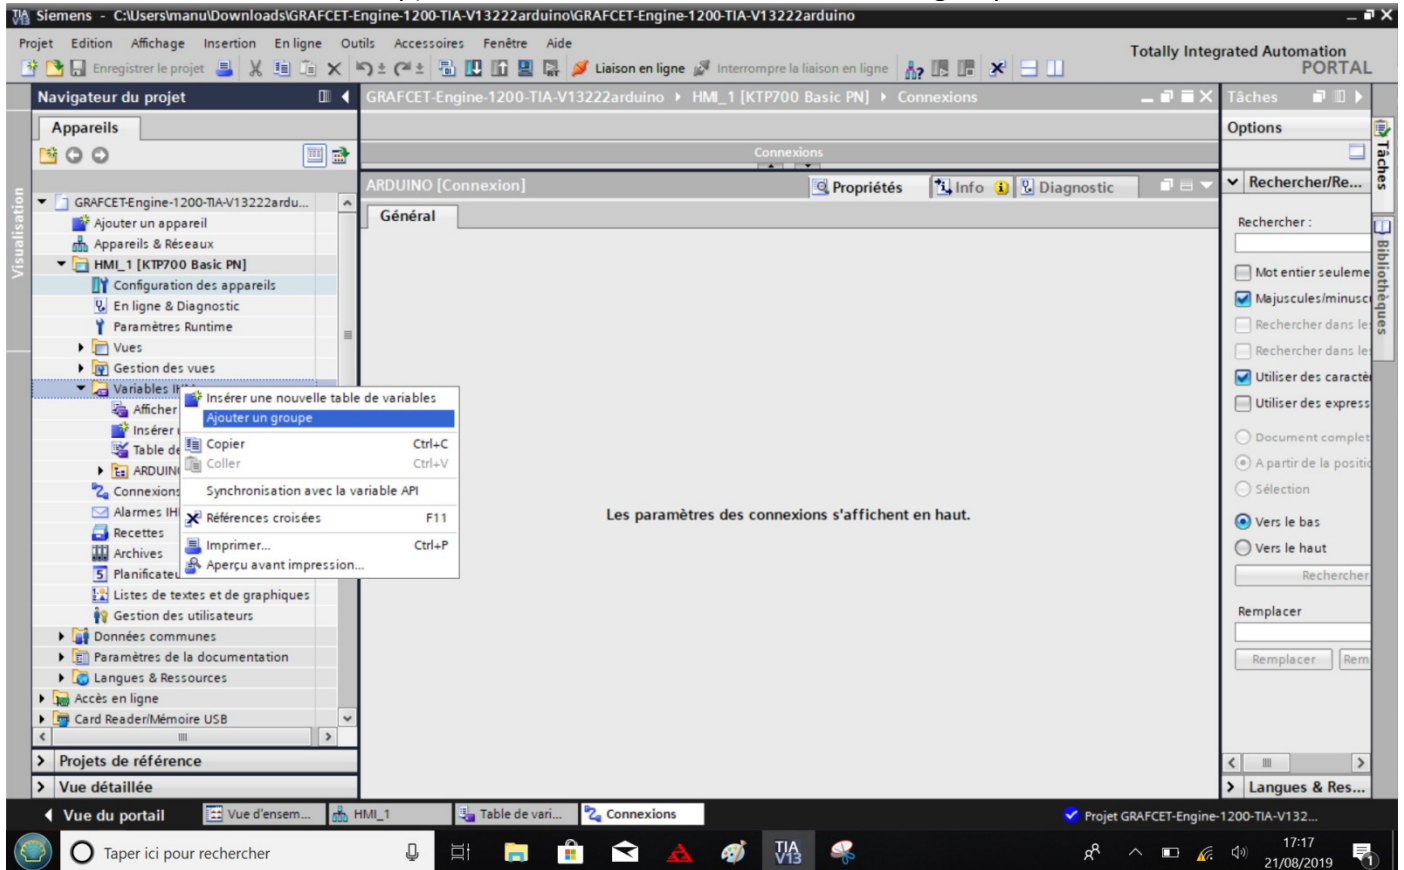 Siemens - C:\Users\manu\Downloads\GRAFCET-Engine-1200-TIA-V13222arduino\GRAFCET-Engine-1200-TIA-V13222arduino
Projet Edition Affichage Insertion En ligne Outils Accessoires Fenêtre Aide
Totally Integrated Automation
PORTAL
Enregistrer le projet
Liaison en ligne
Interrompre la liaison en ligne
Navigateur du projet
GRAFCET-Engine-1200-TIA-V13222arduino
HMI_1 [KTP700 Basic PN]
Connexions
Tâches
Appareils
Options
Connexions
Visualisation
ARDUINO [Connexion]
Propriétés
Info
Diagnostic
Général
Rechercher/Re...
GRAFCET-Engine-1200-TIA-V13222ardu...
Ajouter un appareil
Appareils & Réseaux
HMI_1 [KTP700 Basic PN]
Configuration des appareils
En ligne & Diagnostic
Paramètres Runtime
Vues
Gestion des vues
Variables I
Afficher
Insérer
Table de
ARDUIN
Connexions
Alarmes IH
Recettes
Archives
Planificateu
Listes de textes et de graphiques
Gestion des utilisateurs
Données communes
Paramètres de la documentation
Langues & Ressources
Accès en ligne
Card Reader/Mémoire USB
Projets de référence
Vue détaillée
Insérer une nouvelle table de variables
Ajouter un groupe
Copier Ctrl+C
Coller Ctrl+V
Synchronisation avec la variable API
Références croisées F11
Imprimer... Ctrl+P
Aperçu avant impression...
Les paramètres des connexions s'affichent en haut.
Rechercher :
Mot entier seuleme
Majuscules/minusc
Rechercher dans le
Rechercher dans le
Utiliser des caractè
Utiliser des express
Document complet
A partir de la positi
Sélection
Vers le bas
Vers le haut
Rechercher
Remplacer
Remplacer
Rem
Langues & Res...
Tâches
Bibliothèques
Vue du portail
Vue d'ensem...
HMI_1
Table de vari...
Connexions
Projet GRAFCET-Engine-1200-TIA-V132...
Taper ici pour rechercher
TIA
V13
17:17
21/08/2019
1